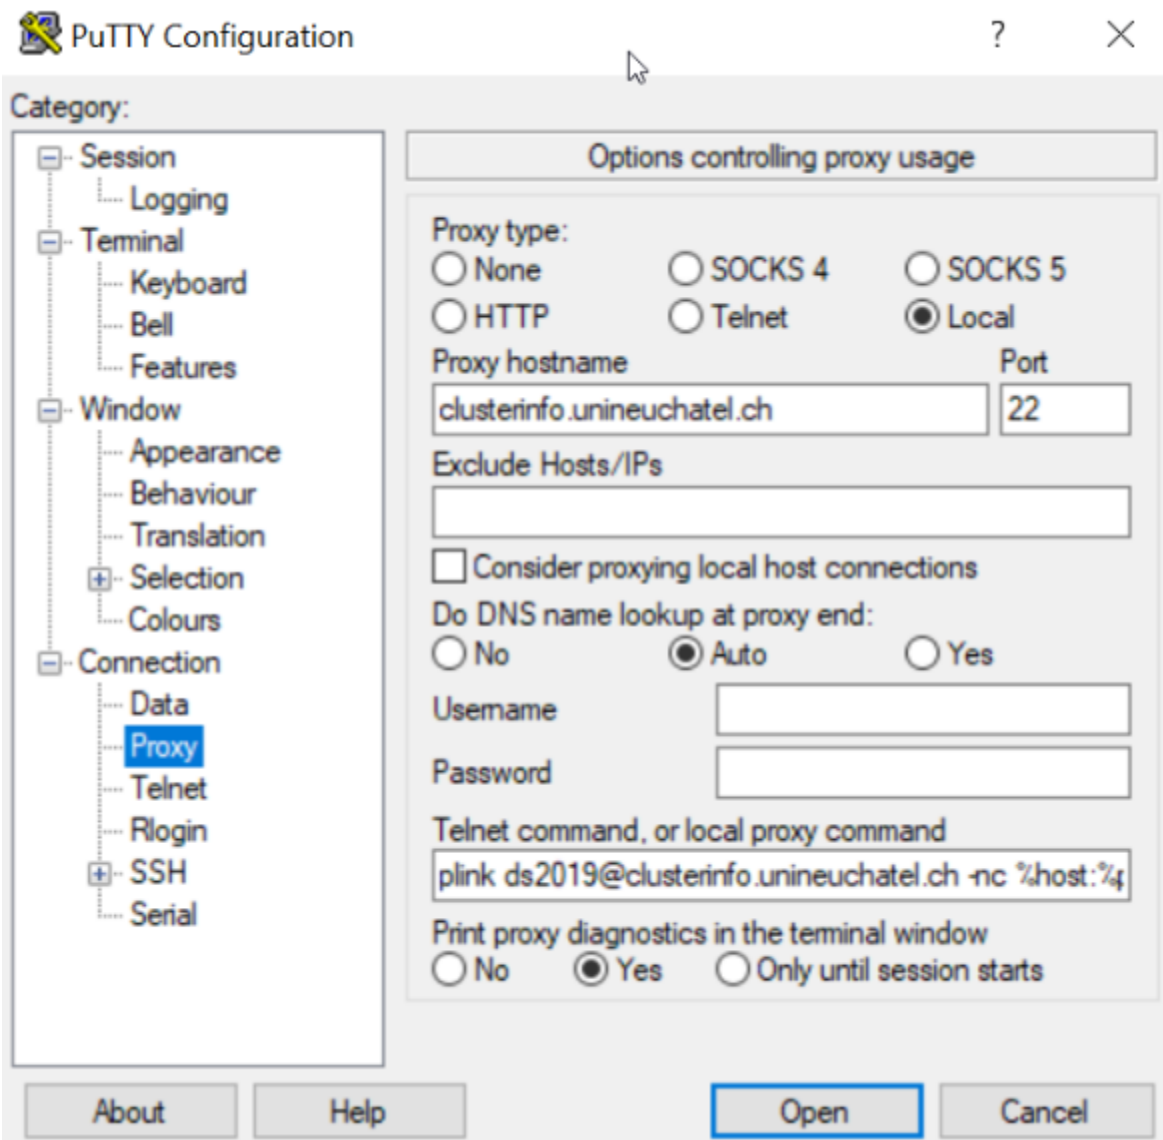 PuTTY Configuration
?
Category:
Session
Logging
Terminal
Keyboard
Bell
Features
Window
Appearance
Behaviour
Translation
Selection
Colours
Connection
Data
Proxy
Telnet
Rlogin
SSH
Serial
Options controlling proxy usage
Proxy type:
None SOCKS 4 SOCKS 5
HTTP Telnet Local
Proxy hostname Port
clusterinfo.unineuchatel.ch 22
Exclude Hosts/IPs
Consider proxying local host connections
Do DNS name lookup at proxy end:
No Auto Yes
Username
Password
Telnet command, or local proxy command
plink ds2019@clusterinfo.unineuchatel.ch -nc %host:%
Print proxy diagnostics in the terminal window
No Yes Only until session starts
About Help Open Cancel